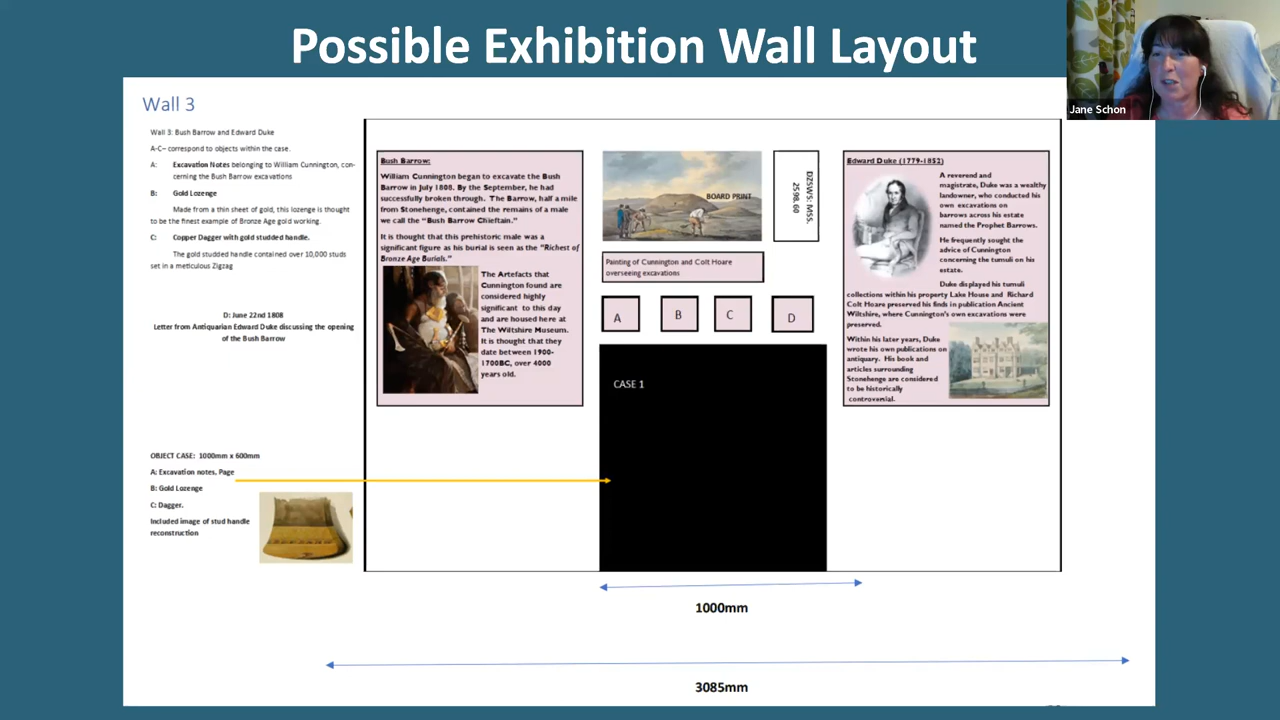 Possible Exhibition Wall Layout
Jane Schon
Wall 3
Wall 3: Bush Barrow and Edward Duke
A-C– correspond to objects within the case.
A: Excavation Notes belonging to William Cunnington, con-
cerning the Bush Barrow excavations
B: Gold Lozenge
Made from a thin sheet of gold, this lozenge is thought
to be the finest example of Bronze Age gold working.
C: Copper Dagger with gold studded handle.
The gold studded handle contained over 10,000 studs
set in a meticulous Zigzag
D: June 22nd 1808
Letter from Antiquarian Edward Duke discussing the opening
of the Bush Barrow
OBJECT CASE: 1000mm x 600mm
A: Excavation notes. Page
B: Gold Lozenge
C: Dagger.
Included image of stud handle
reconstruction
Bush Barrow:
William Cunnington began to excavate the Bush
Barrow in July 1808. By the September, he had
successfully broken through. The Barrow, half a mile
from Stonehenge, contained the remains of a male
we call the “Bush Barrow Chieftain.”
It is thought that this prehistoric male was a
significant figure as his burial is seen as the “Richest of
Bronze Age Burials.”
The Artefacts that
Cunnington found are
considered highly
significant to this day
and are housed here at
The Wiltshire Museum.
It is thought that they
date between 1900-
1700BC, over 4000
years old.
BOARD PRINT
DZSWS: MSS.
2598.60
Painting of Cunnington and Colt Hoare
overseeing excavations
A
B
C
D
CASE 1
Edward Duke (1779-1852)
A reverend and
magistrate, Duke was a wealthy
landowner, who conducted his
own excavations on
barrows across his estate
named the Prophet Barrows.
He frequently sought the
advice of Cunnington
concerning the tumuli on his
estate.
Duke displayed his tumuli
collections within his property Lake House and Richard
Colt Hoare preserved his finds in publication Ancient
Wiltshire, where Cunnington's own excavations were
preserved.
Within his later years, Duke
wrote his own publications on
antiquary. His book and
articles surrounding
Stonehenge are considered
to be historically
controversial.
1000mm
3085mm